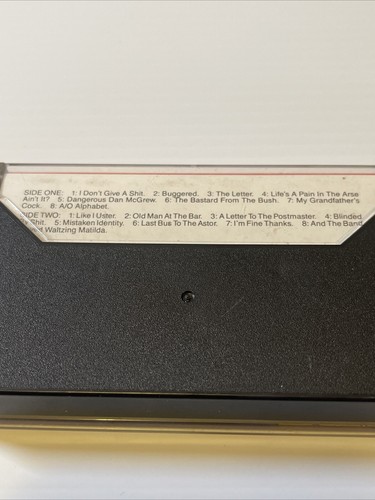 SIDE ONE: 1: I Don't Give A Shit. 2: Buggered. 3: The Letter. 4: Life's A Pain In The Arse
Ain't It? 5: Dangerous Dan McGrew. 6: The Bastard From The Bush. 7: My Grandfather's
Cock. 8: A/O Alphabet.
SIDE TWO: 1: Like I Uster. 2: Old Man At The Bar. 3: A Letter To The Postmaster. 4: Blinded
Shit. 5: Mistaken Identity. 6: Last Bus To The Astor. 7: I'm Fine Thanks. 8: And The Band
Waltzing Matilda.